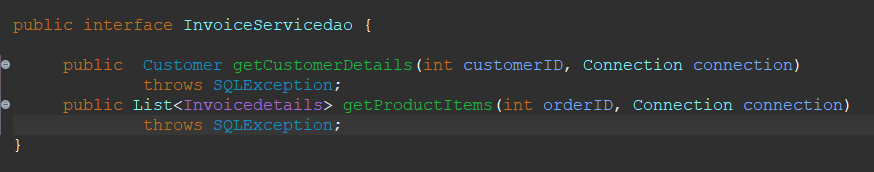 public interface InvoiceServicedao {
public  Customer getCustomerDetails(int customerID, Connection connection)
throws SQLException;
public List<Invoicedetails> getProductItems(int orderID, Connection connection)
throws SQLException;
}